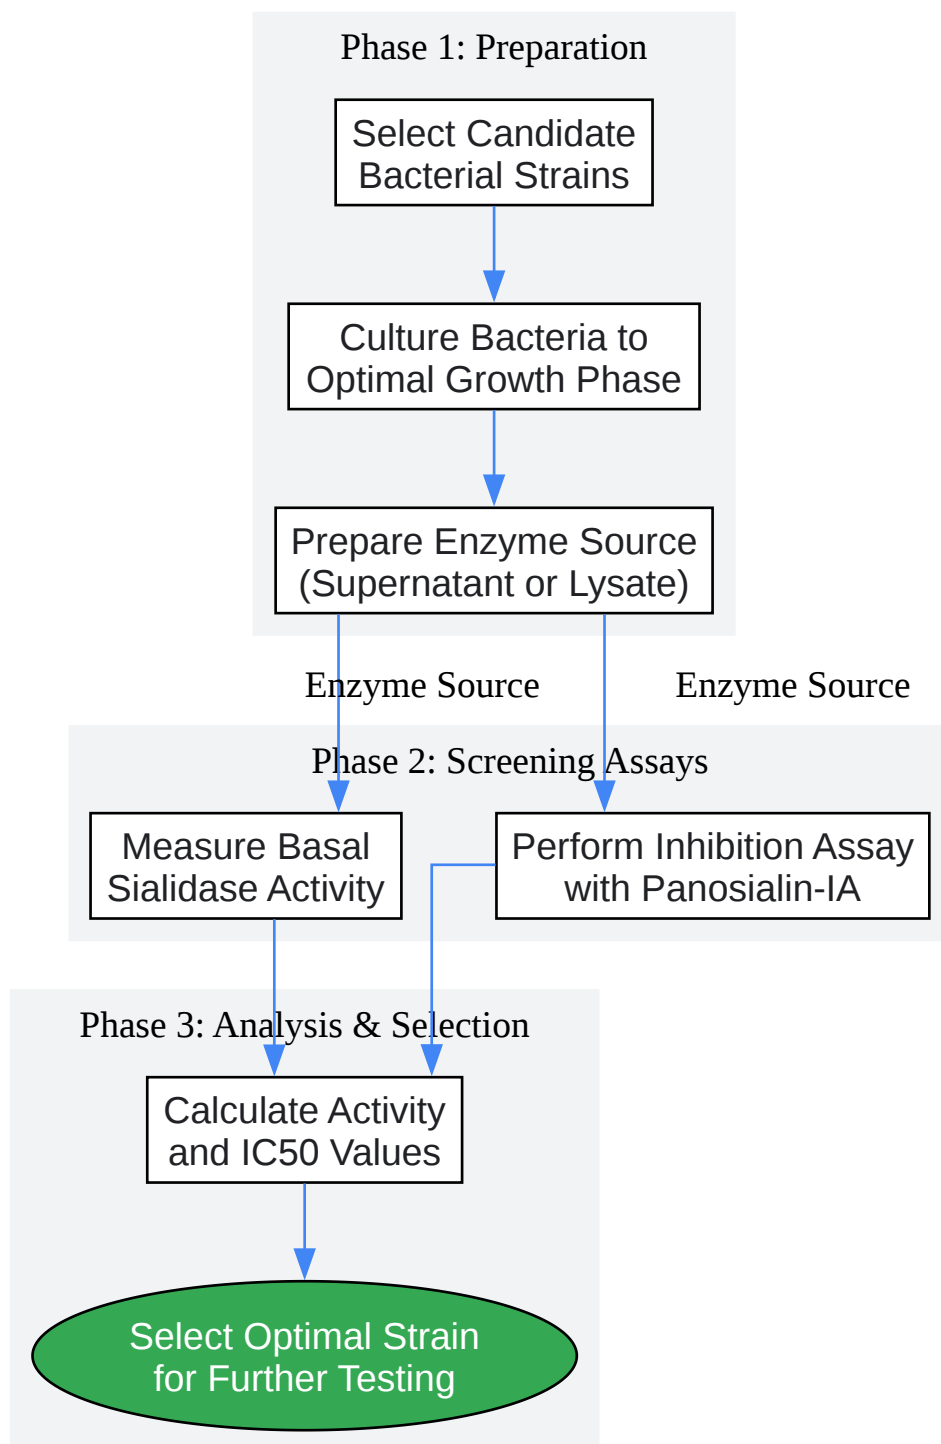 Phase 1: Preparation
Select Candidate
Bacterial Strains
Culture Bacteria to
Optimal Growth Phase
Prepare Enzyme Source
(Supernatant or Lysate)
Enzyme Source
Enzyme Source
Phase 2: Screening Assays
Measure Basal
Sialidase Activity
Perform Inhibition Assay
with Panosialin-IA
Phase 3: Analysis & Selection
Calculate Activity
and IC50 Values
Select Optimal Strain
for Further Testing